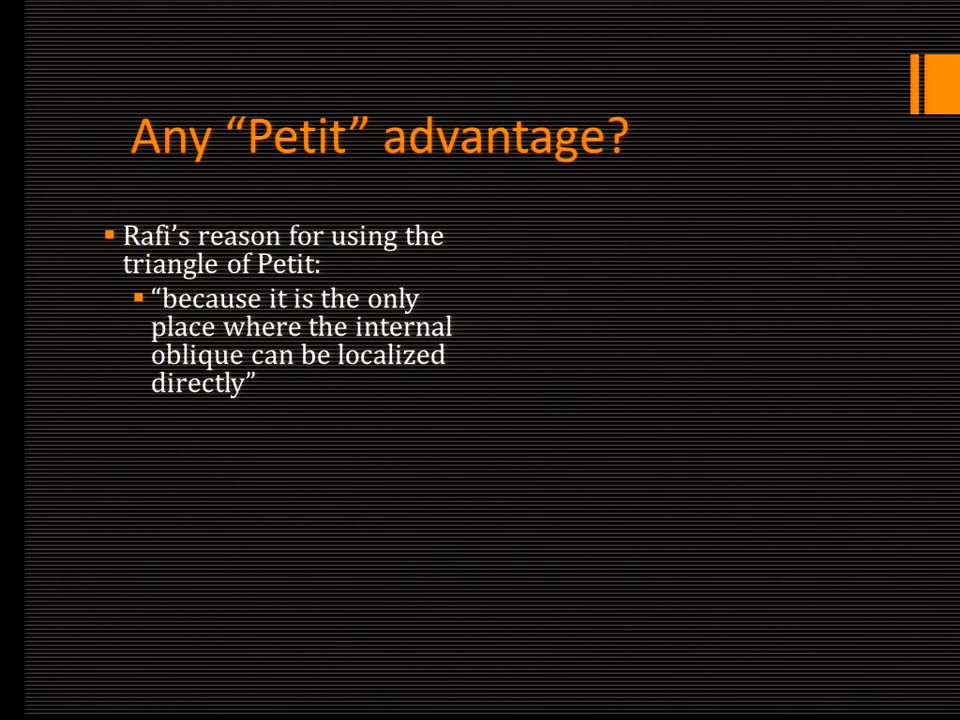 Any “Petit” advantage?
Rafi’s reason for using the
triangle of Petit:
“because it is the only
place where the internal
oblique can be localized
directly”